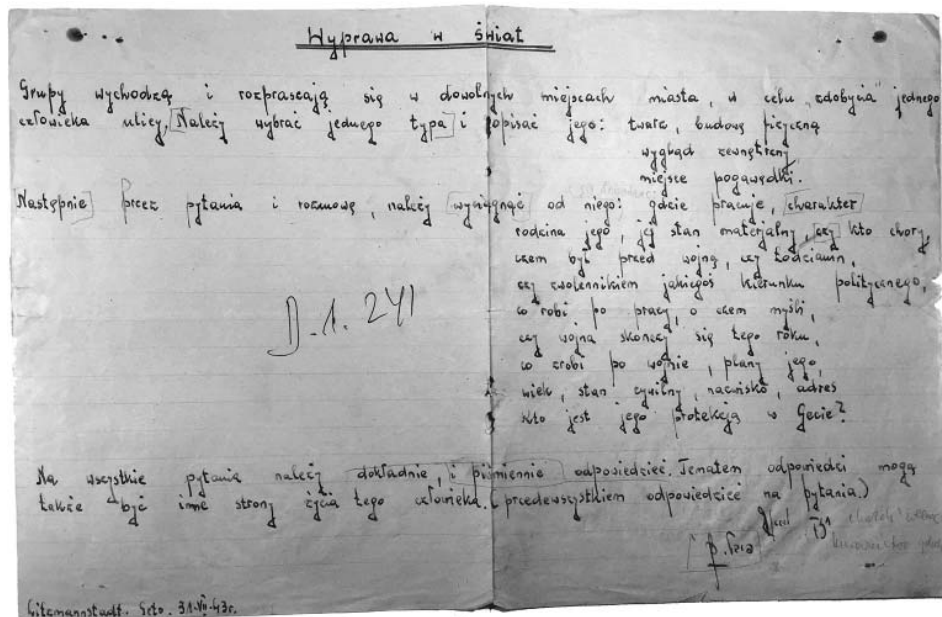 Wyprawa w świat
Grupy wychodzą i rozpraszają się w dowolnych miejscach miasta, w celu „zdobycia" jednego
człowieka ulicy. Należy wybrać jednego typa i opisać jego: twarz, budowę fizyczną
wygląd zewnętrzny
miejsce pogawędki.
Następnie przez pytania i rozmowę, należy wyciągnąć od niego: gdzie pracuje, charakter
rodzina jego, jej stan materjalny, czy kto chory,
czem był przed wojną, czy Łodzianin,
czy zwolennikiem jakiegoś kierunku politycznego,
co robi po pracy, o czem myśli,
czy wojna skończy się tego roku,
co zrobi po wojnie, plany jego,
wiek, stan cywilny, nazwisko, adres
Kto jest jego protekcją w Gecie?
D.1.241
Na wszystkie pytania należy dokładnie, i piśmiennie odpowiedzieć. Tematem odpowiedzi mogą
także być inne strony życia tego człowieka. (przedewszystkiem odpowiedzieć na pytania.)
Litzmannstadt. Geto. 31.VII.43r.